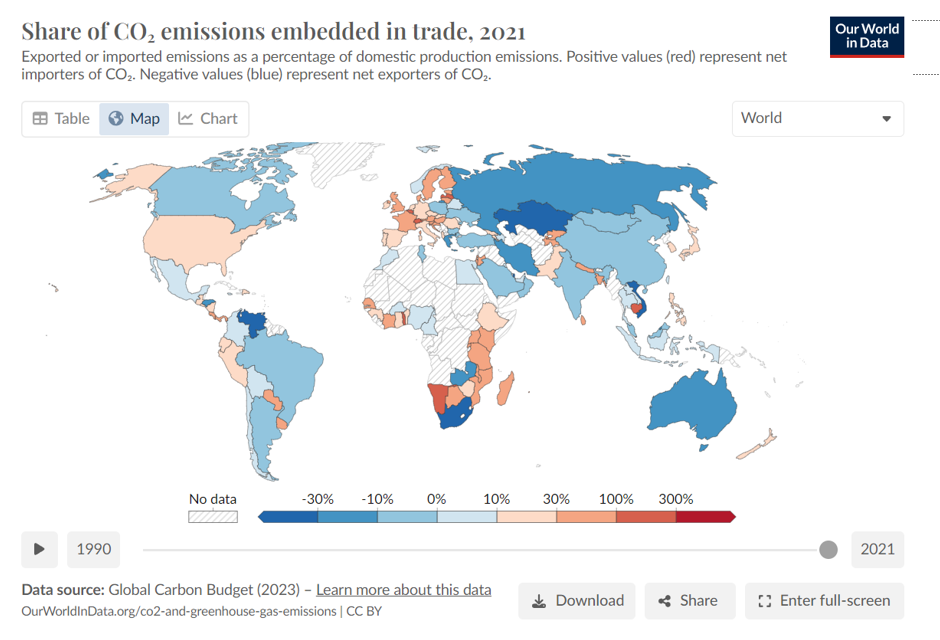 Share of CO₂ emissions embedded in trade, 2021
Our World
in Data
Exported or imported emissions as a percentage of domestic production emissions. Positive values (red) represent net
importers of CO₂. Negative values (blue) represent net exporters of CO₂.
Table
Map
Chart
World
No data
-30%
-10%
0%
10%
30%
100%
300%
1990
2021
Data source: Global Carbon Budget (2023) – Learn more about this data
OurWorldInData.org/co2-and-greenhouse-gas-emissions | CC BY
Download
Share
Enter full-screen